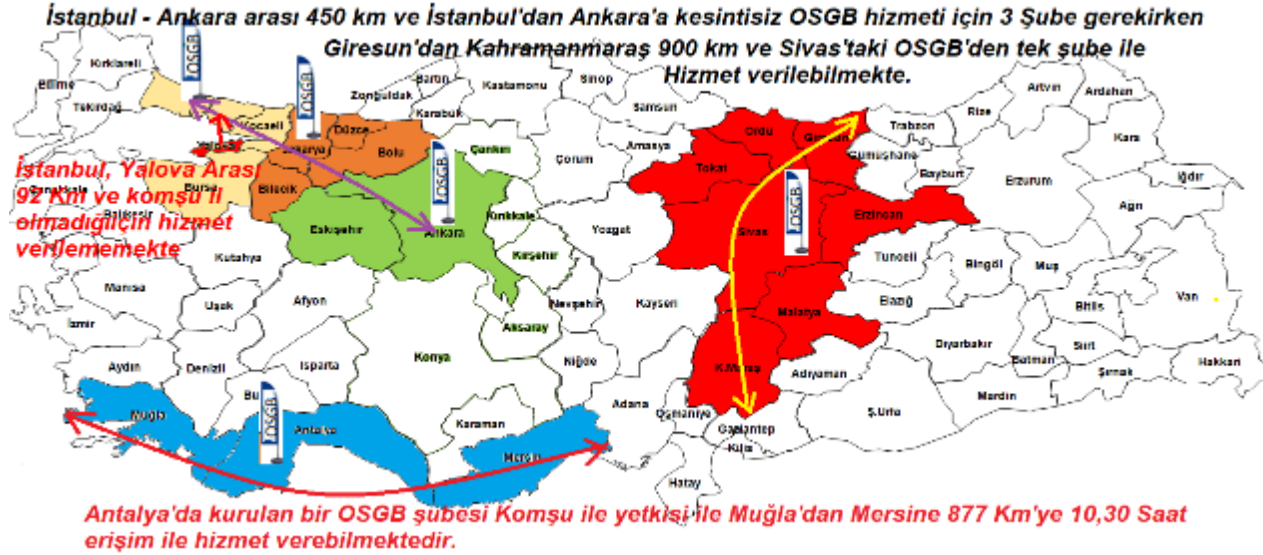 İstanbul - Ankara arası 450 km ve İstanbul'dan Ankara'a kesintisiz OSGB hizmeti için 3 Şube gerekirken
Giresun'dan Kahramanmaraş 900 km ve Sivas'taki OSGB'den tek şube ile
Hizmet verilebilmekte.
OSGB
OSGB
OSGB
OSGB
OSGB
Kırklareli
Edirne
Tekirdağ
Kocaeli
Düzce
Bolu
Bilecik
Bursa
Zonguldak
Bartın
Karabük
Kastamonu
Sinop
Samsun
Çankırı
Çorum
Amasya
Tokat
Ordu
Giresun
Trabzon
Rize
Artvin
Ardahan
Kars
Gümüşhane
Bayburt
Erzurum
Iğdır
Ağrı
Erzincan
Sivas
Yozgat
Kırıkkale
Kırşehir
Ankara
Eskişehir
Kütahya
Manisa
Uşak
Afyon
İzmir
Aydın
Denizli
Isparta
Konya
Aksaray
Nevşehir
Niğde
Kayseri
Malatya
Tunceli
Bingöl
Muş
Elazığ
Bitlis
Van
Diyarbakır
Batman
Siirt
Şırnak
Hakkari
Mardin
Ş.Urfa
Adıyaman
K.Maraş
Gaziantep
Kilis
Osmaniye
Adana
Hatay
Mersin
Karaman
Antalya
Muğla
İstanbul, Yalova Arası
92 Km ve komşu il
olmadığıiçin hizmet
verilememekte
Antalya'da kurulan bir OSGB şubesi Komşu ile yetkisi ile Muğla'dan Mersine 877 Km'ye 10,30 Saat
erişim ile hizmet verebilmektedir.